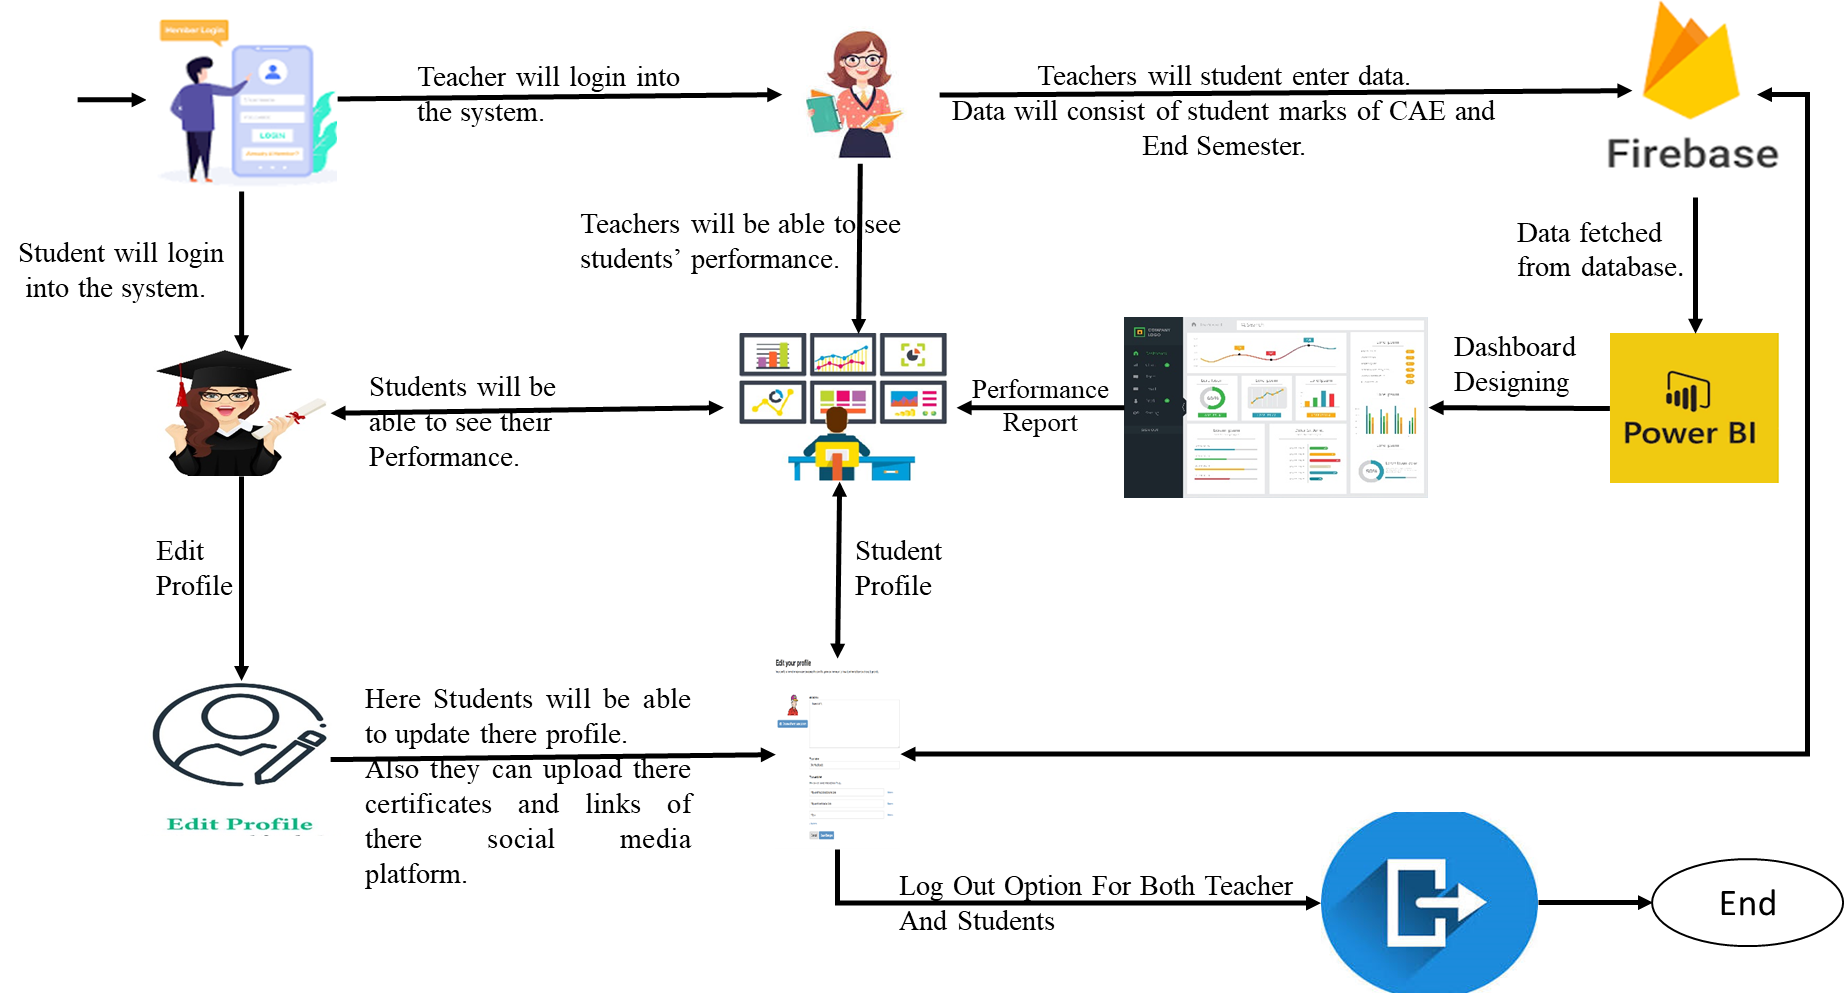 Member Login
LOGIN
Teacher will login into
the system.
Teachers will student enter data.
Data will consist of student marks of CAE and
End Semester.
Firebase
Student will login
into the system.
Teachers will be able to see
students’ performance.
Data fetched
from database.
Students will be
able to see their
Performance.
Performance
Report
COMPANY
LOGO
Dashboard
Designing
Power BI
Edit
Profile
Student
Profile
Edit your profile
Edit Profile
Here Students will be able
to update there profile.
Also they can upload there
certificates and links of
there social media
platform.
Log Out Option For Both Teacher
And Students
End